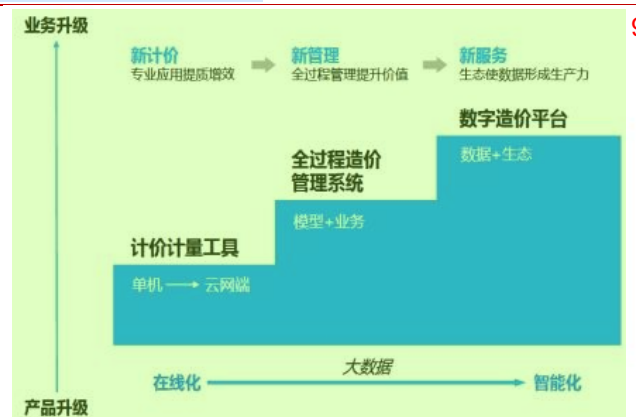 业务升级
新计价
专业应用提质增效
新管理
全过程管理提升价值
新服务
生态使数据形成生产力
数字造价平台
数据+生态
全过程造价
管理系统
模型+业务
计价计量工具
单机
云网端
大数据
在线化
智能化
产品升级